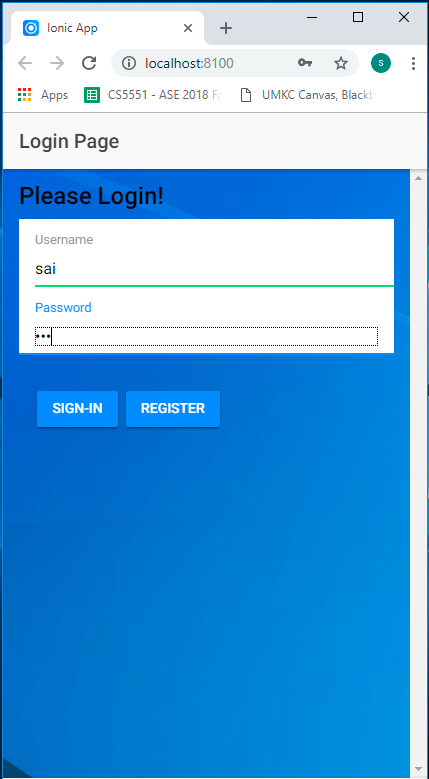 Ionic App
localhost:8100
S
Apps CS5551 - ASE 2018 Fa UMKC Canvas, Blackb
Login Page
Please Login!
Username
sai
Password
•••
SIGN-IN REGISTER